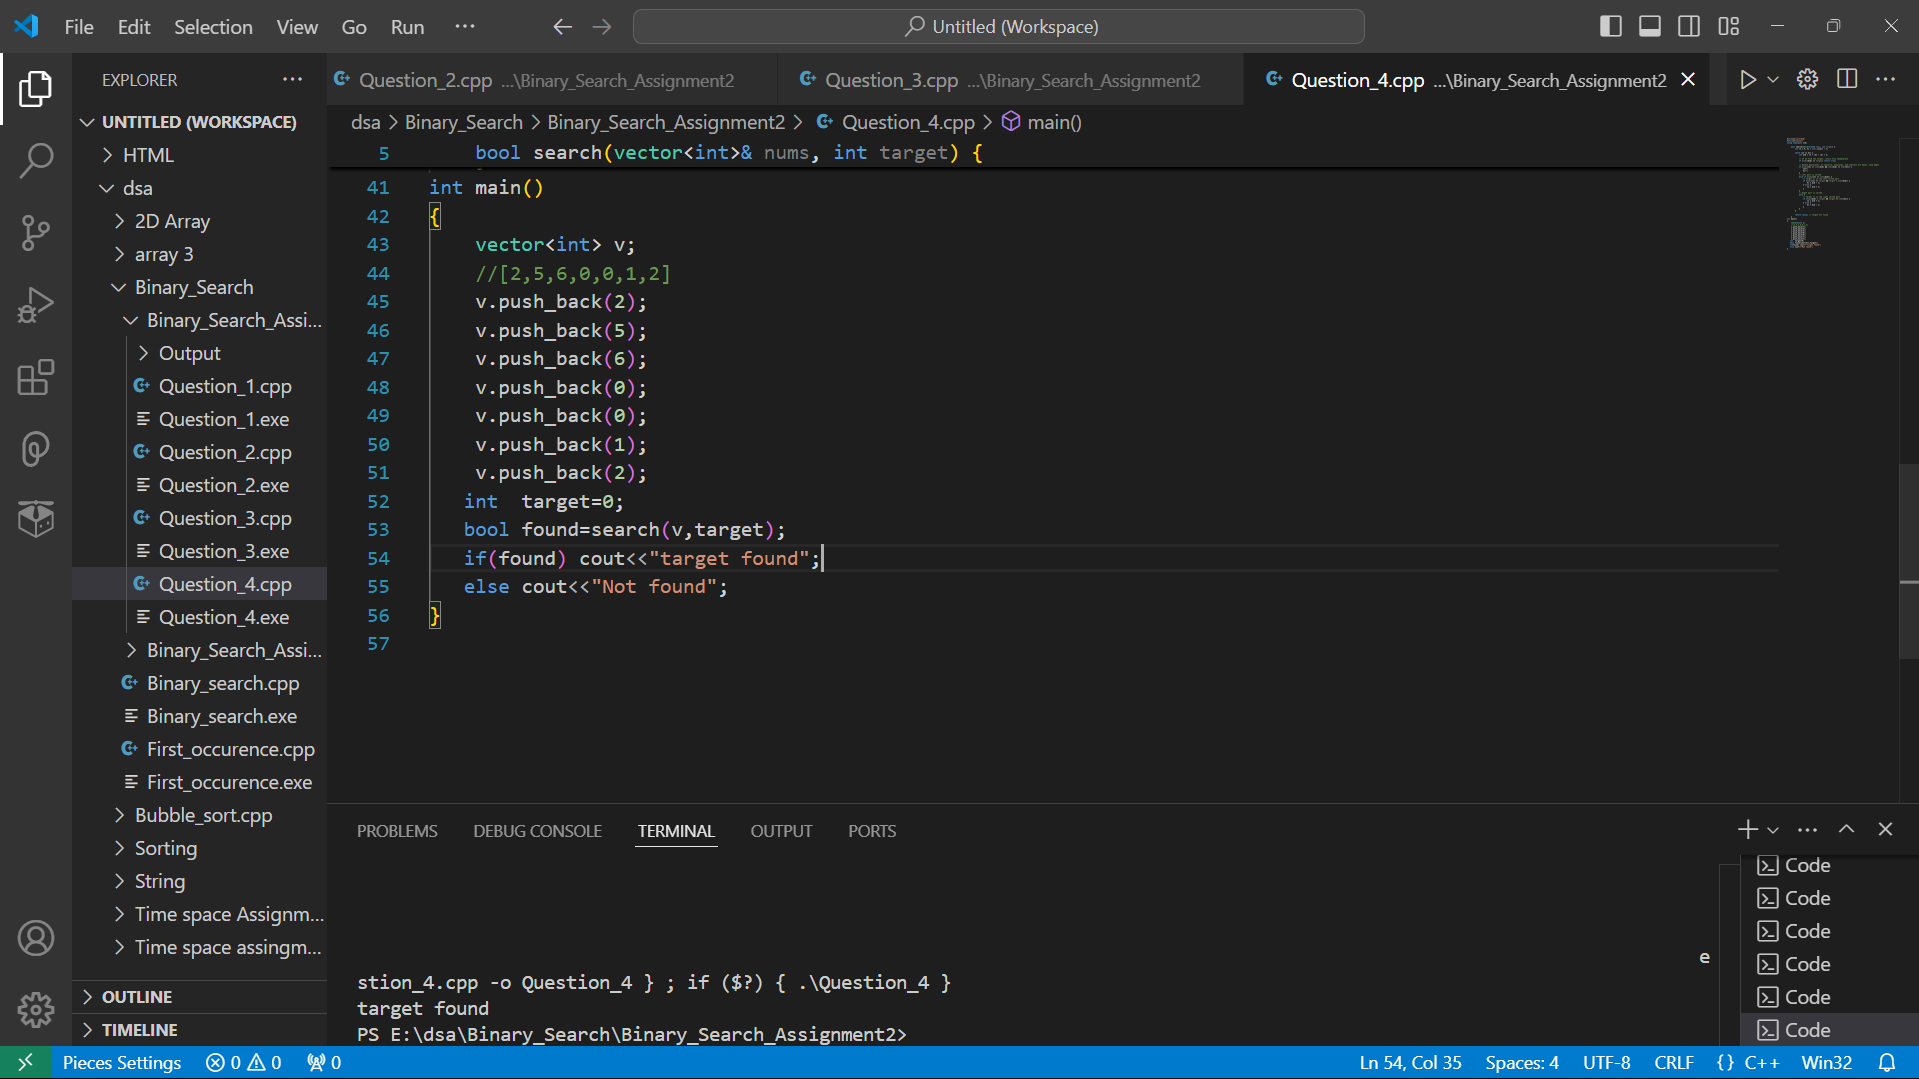 File Edit Selection View Go Run ··· Untitled (Workspace)
EXPLORER ···
UNTITLED (WORKSPACE)
HTML
dsa
2D Array
array 3
Binary_Search
Binary_Search_Assi...
Output
Question_1.cpp
Question_1.exe
Question_2.cpp
Question_2.exe
Question_3.cpp
Question_3.exe
Question_4.cpp
Question_4.exe
Binary_Search_Assi...
Binary_search.cpp
Binary_search.exe
First_occurence.cpp
First_occurence.exe
Bubble_sort.cpp
Sorting
String
Time space Assignm...
Time space assingm...
OUTLINE
TIMELINE
Question_2.cpp ...\Binary_Search_Assignment2
Question_3.cpp ...\Binary_Search_Assignment2
Question_4.cpp ...\Binary_Search_Assignment2
dsa > Binary_Search > Binary_Search_Assignment2 > Question_4.cpp > main()
5 bool search(vector<int>& nums, int target) {
41 int main()
42 {
43 vector<int> v;
44 //[2,5,6,0,0,1,2]
45 v.push_back(2);
46 v.push_back(5);
47 v.push_back(6);
48 v.push_back(0);
49 v.push_back(0);
50 v.push_back(1);
51 v.push_back(2);
52 int  target=0;
53 bool found=search(v,target);
54 if(found) cout<<"target found";
55 else cout<<"Not found";
56 }
57
PROBLEMS DEBUG CONSOLE TERMINAL OUTPUT PORTS
e
stion_4.cpp -o Question_4 } ; if ($?) { .\Question_4 }
target found
PS E:\dsa\Binary_Search\Binary_Search_Assignment2>
Code
Code
Code
Code
Code
Code
Pieces Settings 0 0 0 Ln 54, Col 35 Spaces: 4 UTF-8 CRLF {} C++ Win32